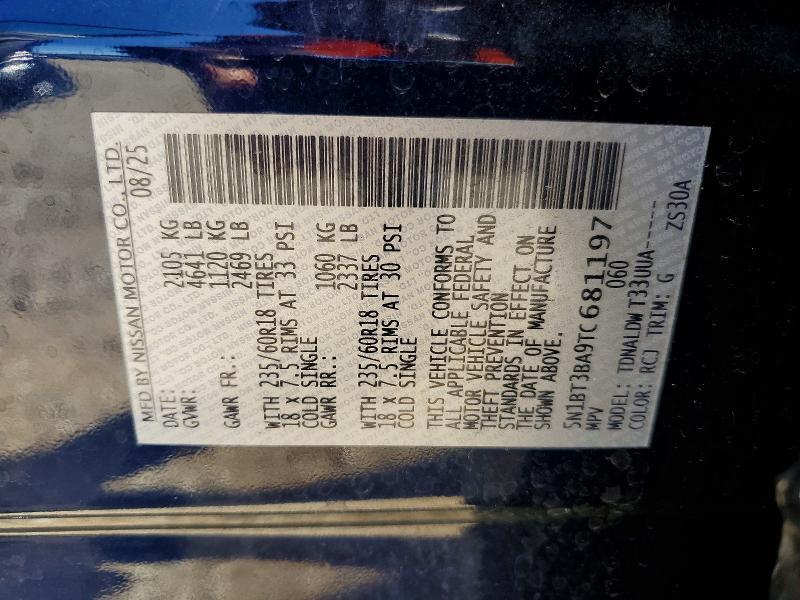 MFD BY NISSAN MOTOR CO., LTD.
DATE: 08/25
GVWR: 2105 KG
4641 LB
GAWR FR.: 1120 KG
2469 LB
WITH 235/60R18 TIRES
18 X 7.5 RIMS AT 33 PSI
COLD SINGLE
GAWR RR.: 1060 KG
2337 LB
WITH 235/60R18 TIRES
18 X 7.5 RIMS AT 30 PSI
COLD SINGLE
THIS VEHICLE CONFORMS TO
ALL APPLICABLE FEDERAL
MOTOR VEHICLE SAFETY AND
THEFT PREVENTION
STANDARDS IN EFFECT ON
THE DATE OF MANUFACTURE
SHOWN ABOVE.
5N1BT3BA9TC681197
MPV 060
MODEL: TDNALDW T33UUA------
COLOR: RCJ TRIM: G ZS30A